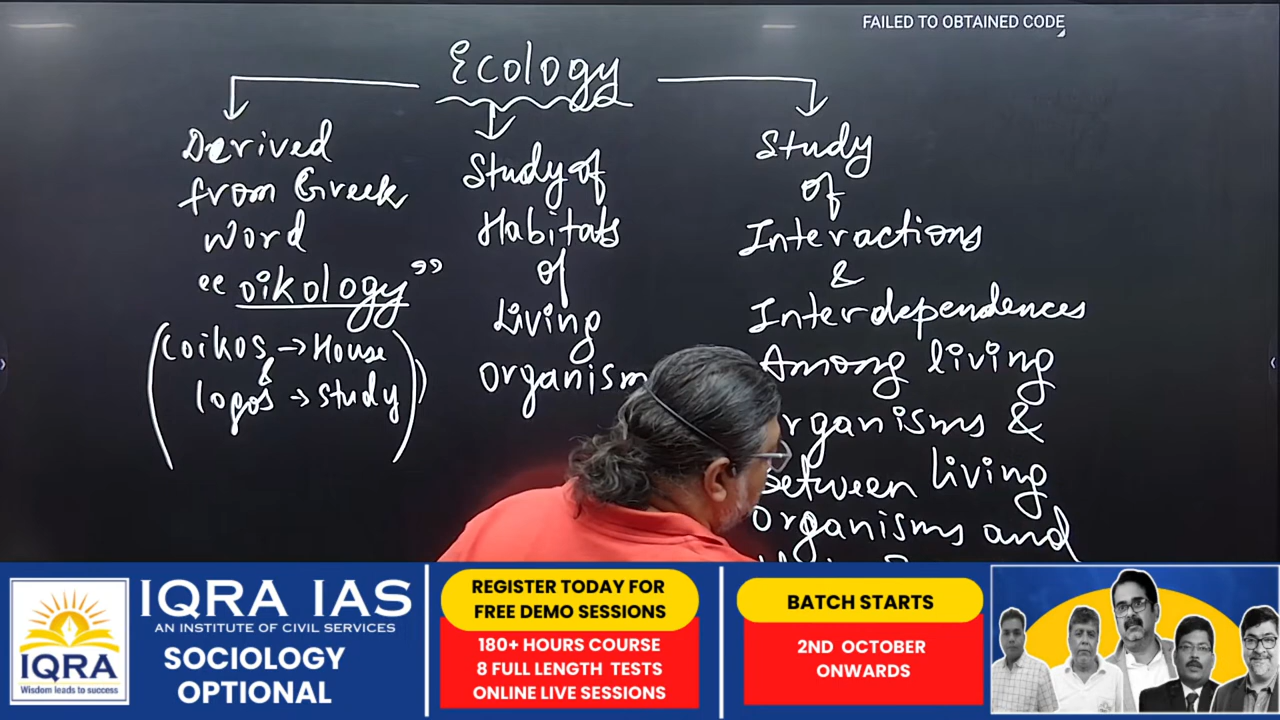 FAILED TO OBTAINED CODE
Ecology
Derived
from Greek
Word
“oikology”
(oikos → House
&
logos → study)
Study of
Habitats
of
Living
organism
Study
of
Interactions
&
Interdependences
Among living
organisms &
between living
organisms and
IQRA
Wisdom leads to success
IQRA IAS
AN INSTITUTE OF CIVIL SERVICES
SOCIOLOGY
OPTIONAL
REGISTER TODAY FOR
FREE DEMO SESSIONS
180+ HOURS COURSE
8 FULL LENGTH TESTS
ONLINE LIVE SESSIONS
BATCH STARTS
2ND OCTOBER
ONWARDS